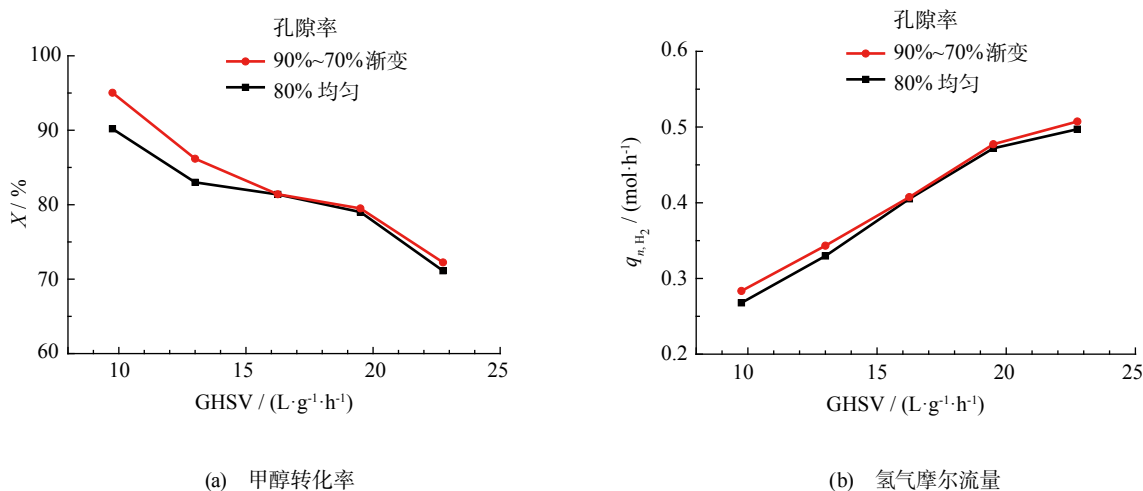 孔隙率
90%~70% 渐变
80% 均匀
100
90
80
70
60
X / %
10
15
20
25
GHSV / (L·g⁻¹·h⁻¹)
(a) 甲醇转化率
孔隙率
90%~70% 渐变
80% 均匀
0.6
0.5
0.4
0.3
0.2
qₙ,H₂ / (mol·h⁻¹)
10
15
20
25
GHSV / (L·g⁻¹·h⁻¹)
(b) 氢气摩尔流量